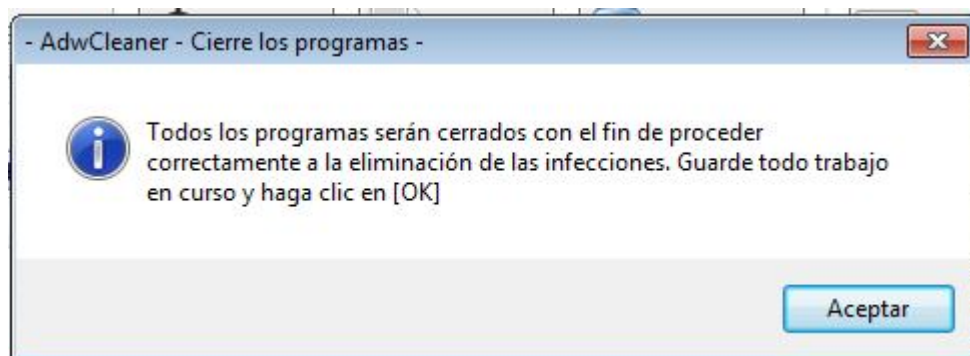 - AdwCleaner - Cierre los programas -
Todos los programas serán cerrados con el fin de proceder
correctamente a la eliminación de las infecciones. Guarde todo trabajo
en curso y haga clic en [OK]
Aceptar